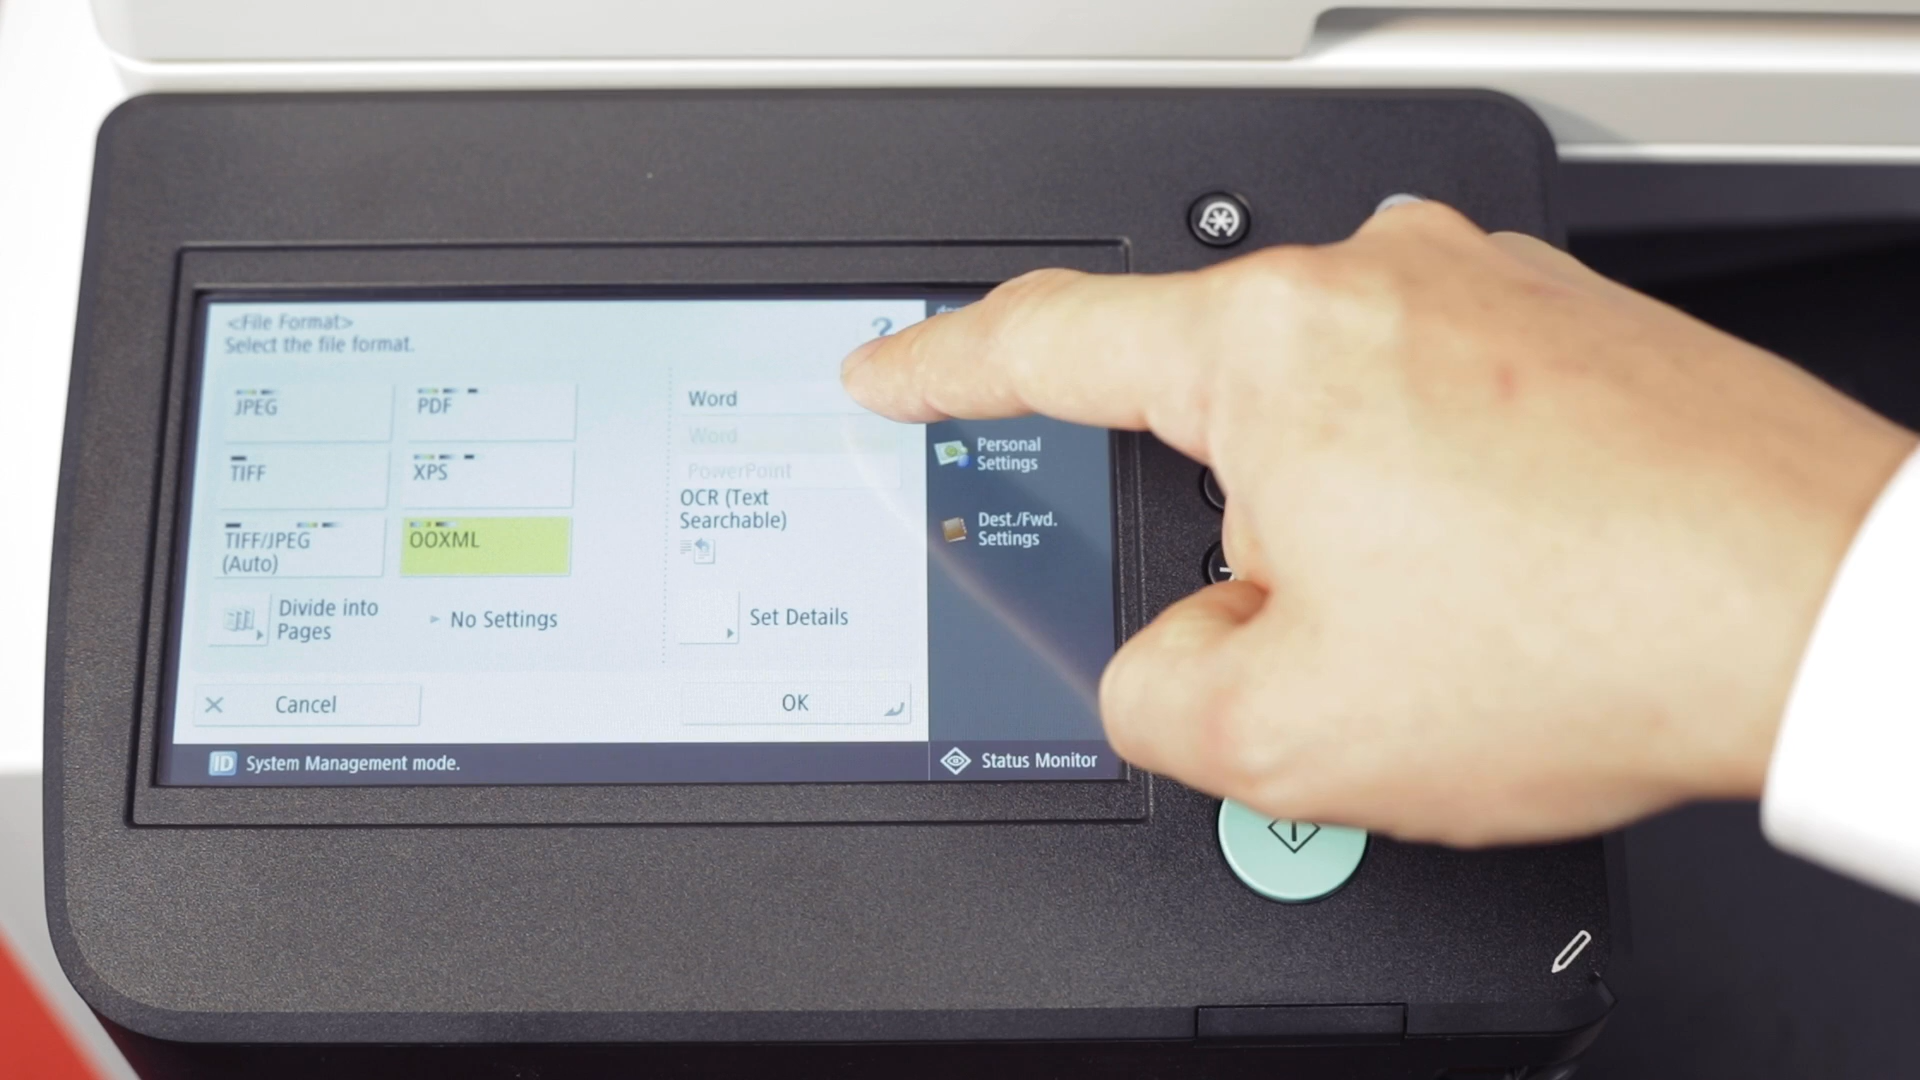 <File Format>
Select the file format.
?
JPEG
PDF
TIFF
XPS
TIFF/JPEG
(Auto)
OOXML
Divide into
Pages
No Settings
Word
Word
PowerPoint
OCR (Text
Searchable)
Set Details
Cancel
OK
Personal
Settings
Dest./Fwd.
Settings
ID System Management mode.
Status Monitor